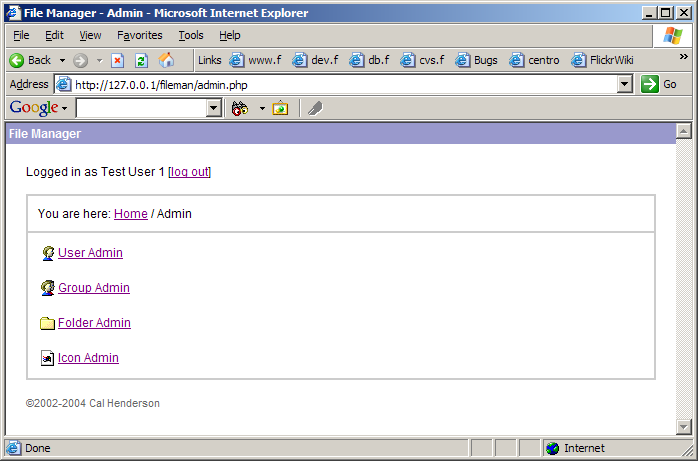 File Manager - Admin - Microsoft Internet Explorer
File Edit View Favorites Tools Help
Back Links www.f dev.f db.f cvs.f Bugs centro FlickrWiki »
Address http://127.0.0.1/fileman/admin.php Go
Google
File Manager
Logged in as Test User 1 [log out]
You are here: Home / Admin
User Admin
Group Admin
Folder Admin
Icon Admin
©2002-2004 Cal Henderson
Done Internet